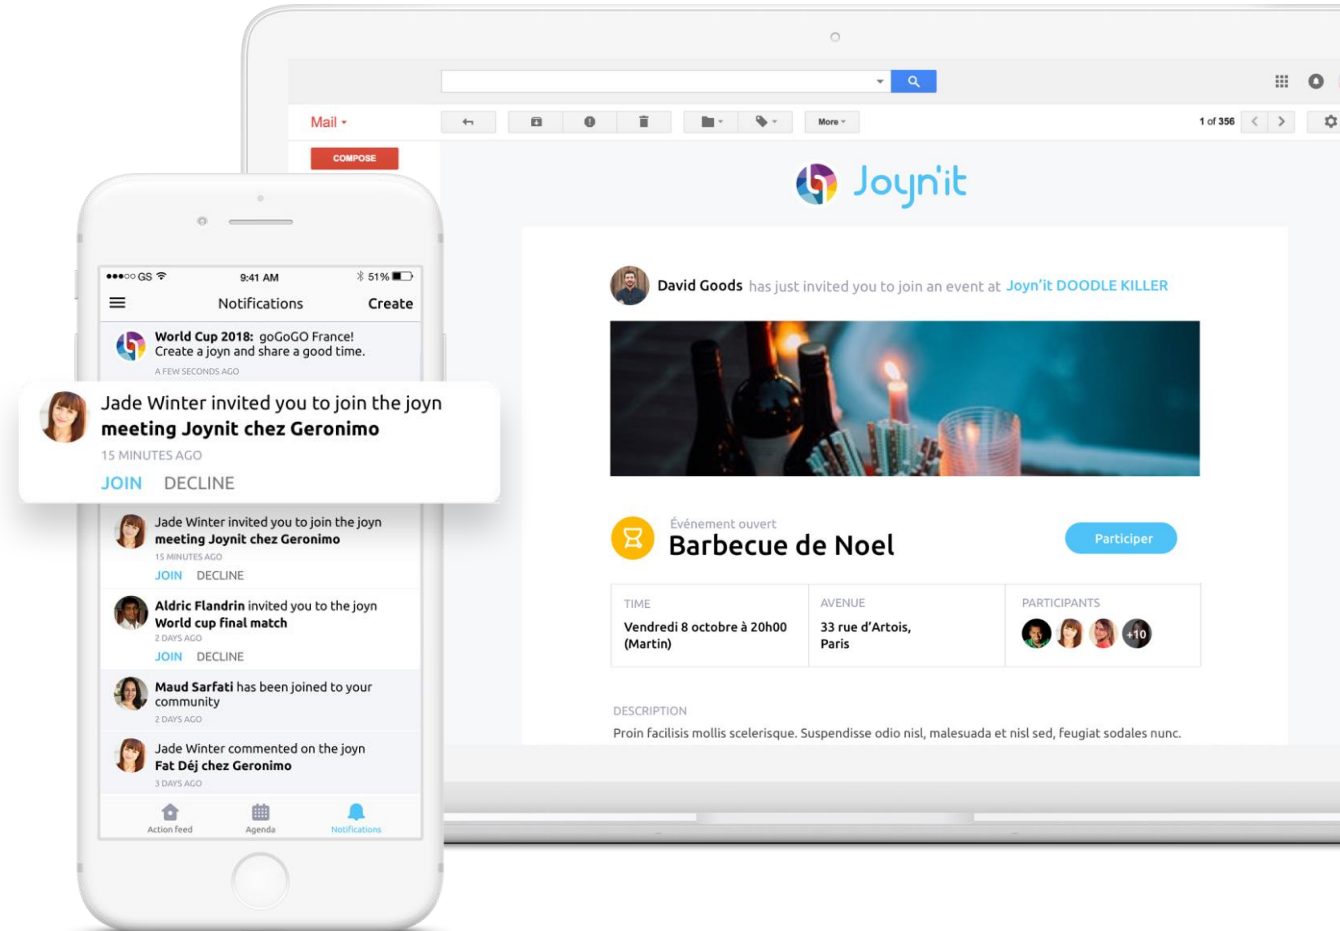 Mail
COMPOSE
More
1 of 356
Joyn'it
David Goods has just invited you to join an event at Joyn'it DOODLE KILLER
Événement ouvert
Barbecue de Noel
Participer
TIME
Vendredi 8 octobre à 20h00
(Martin)
AVENUE
33 rue d'Artois,
Paris
PARTICIPANTS
+10
DESCRIPTION
Proin facilisis mollis scelerisque. Suspendisse odio nisl, malesuada et nisl sed, feugiat sodales nunc.
GS
9:41 AM
51%
Notifications
Create
World Cup 2018: goGoGO France!
Create a joyn and share a good time.
A FEW SECONDS AGO
Jade Winter invited you to join the joyn
meeting Joynit chez Geronimo
15 MINUTES AGO
JOIN DECLINE
Jade Winter invited you to join the joyn
meeting Joynit chez Geronimo
15 MINUTES AGO
JOIN DECLINE
Aldric Flandrin invited you to the joyn
World cup final match
2 DAYS AGO
JOIN DECLINE
Maud Sarfati has been joined to your
community
2 DAYS AGO
Jade Winter commented on the joyn
Fat Déj chez Geronimo
3 DAYS AGO
Action feed
Agenda
Notifications